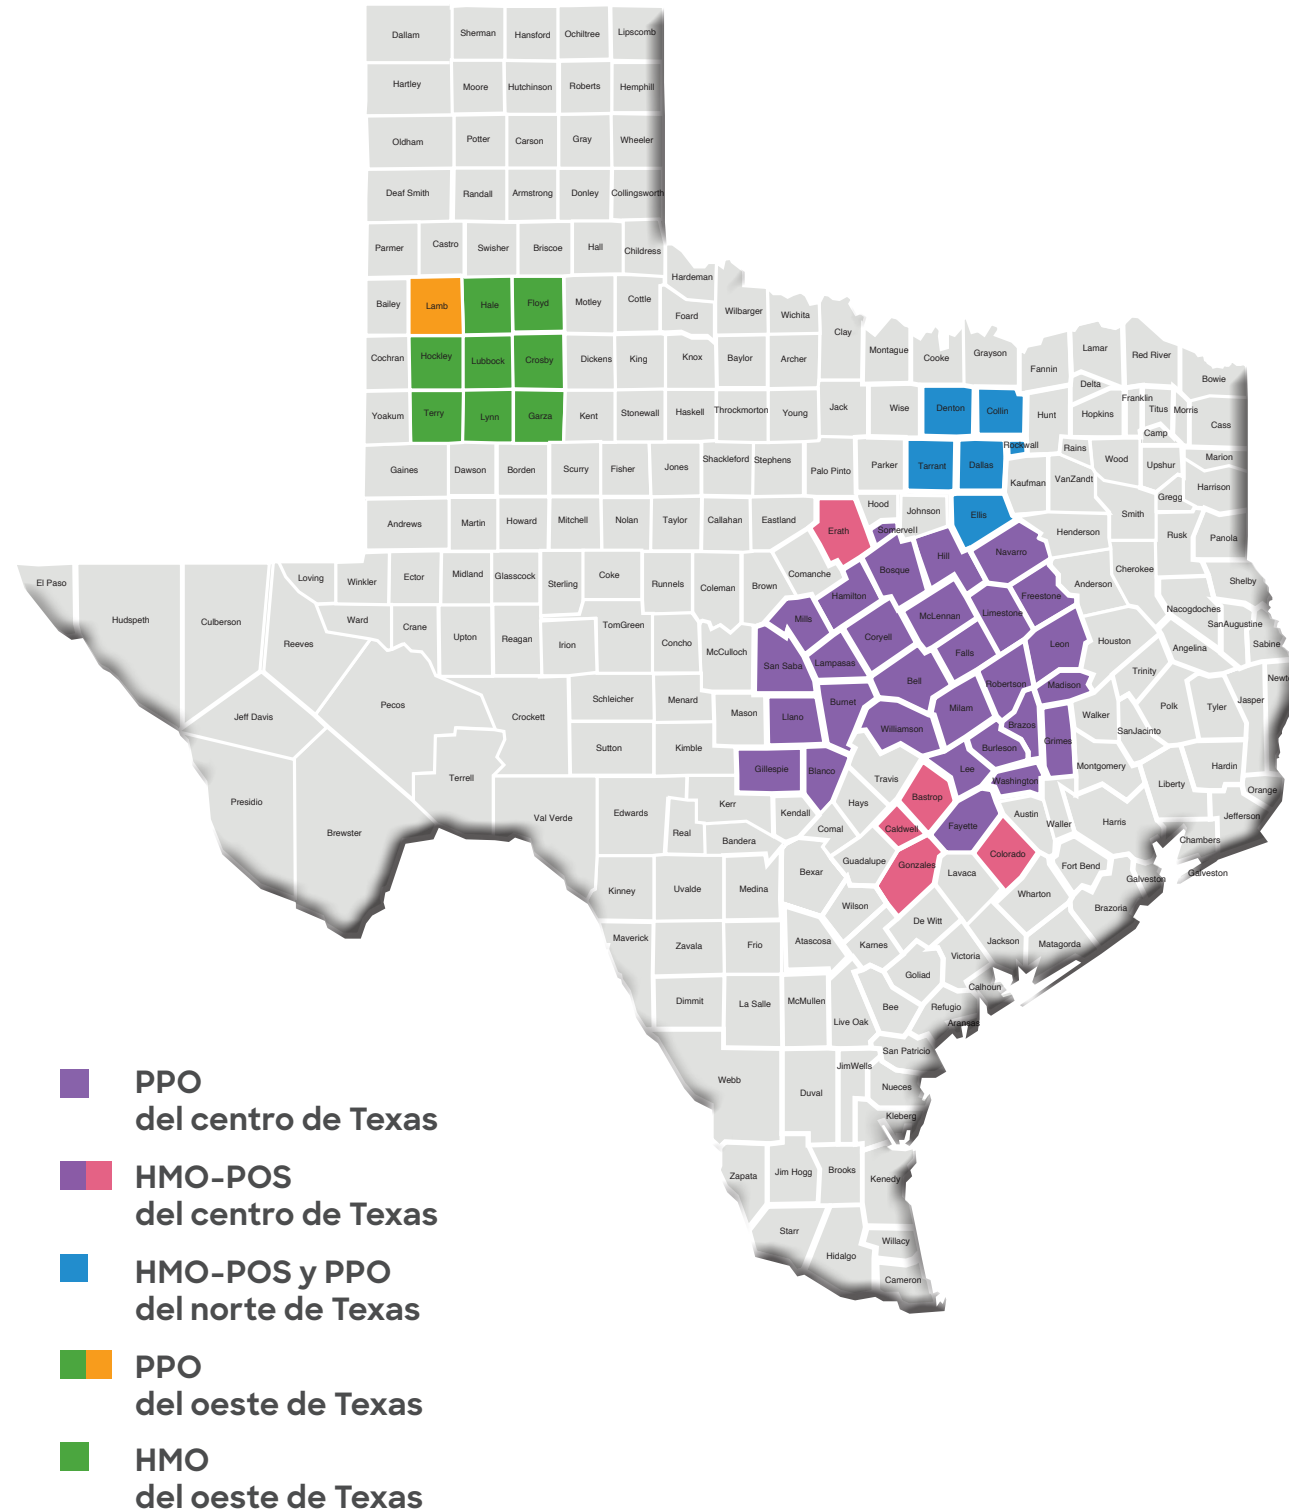 Dallam Sherman Hansford Ochiltree Lipscomb
Hartley Moore Hutchinson Roberts Hemphill
Oldham Potter Carson Gray Wheeler
Deaf Smith Randall Armstrong Donley Collingsworth
Parmer Castro Swisher Briscoe Hall Childress
Hardeman
Bailey Lamb Hale Floyd Motley Cottle Foard Wilbarger Wichita
Clay Montague Cooke Grayson Fannin Lamar Red River Bowie
Cochran Hockley Lubbock Crosby Dickens King Knox Baylor Archer
Delta Franklin Titus Morris Cass
Yoakum Terry Lynn Garza Kent Stonewall Haskell Throckmorton Young Jack Wise Denton Collin Hunt Hopkins
Camp
Rockwall Rains Wood Upshur Marion
Gaines Dawson Borden Scurry Fisher Jones Shackleford Stephens Palo Pinto Parker Tarrant Dallas Kaufman VanZandt
Gregg Harrison
Andrews Martin Howard Mitchell Nolan Taylor Callahan Eastland Erath Hood Johnson Ellis Henderson Smith Rusk Panola
Somervell
El Paso Hudspeth Culberson Reeves Loving Winkler Ector Midland Glasscock Sterling Coke Runnels Coleman Brown Comanche Bosque Hill Navarro Anderson Cherokee Shelby
Hamilton Freestone Nacogdoches
Ward Crane Upton Reagan Irion TomGreen Concho McCulloch Mills Coryell McLennan Limestone Leon Houston Angelina SanAugustine Sabine
San Saba Lampasas Bell Falls Robertson Madison Trinity
Jeff Davis Pecos Crockett Schleicher Menard Mason Llano Burnet Williamson Milam Brazos Walker Polk Tyler Jasper Newt
Sutton Kimble Burleson Grimes SanJacinto
Presidio Brewster Terrell Gillespie Blanco Travis Lee Washington Montgomery Liberty Hardin Orange
Val Verde Edwards Kerr Kendall Hays Bastrop Austin Waller Harris Jefferson
Real Bandera Comal Caldwell Fayette Chambers
Kinney Uvalde Medina Bexar Guadalupe Gonzales Lavaca Colorado Wharton Fort Bend Galveston Galveston
Wilson De Witt Brazoria
Maverick Zavala Frio Atascosa Karnes Victoria Jackson Matagorda
Goliad Calhoun
Dimmit La Salle McMullen Live Oak Bee Refugio Aransas
San Patricio
Webb Duval JimWells Nueces
Kleberg
Zapata Jim Hogg Brooks Kenedy
Starr Hidalgo Willacy
Cameron
PPO
del centro de Texas
HMO-POS
del centro de Texas
HMO-POS y PPO
del norte de Texas
PPO
del oeste de Texas
HMO
del oeste de Texas